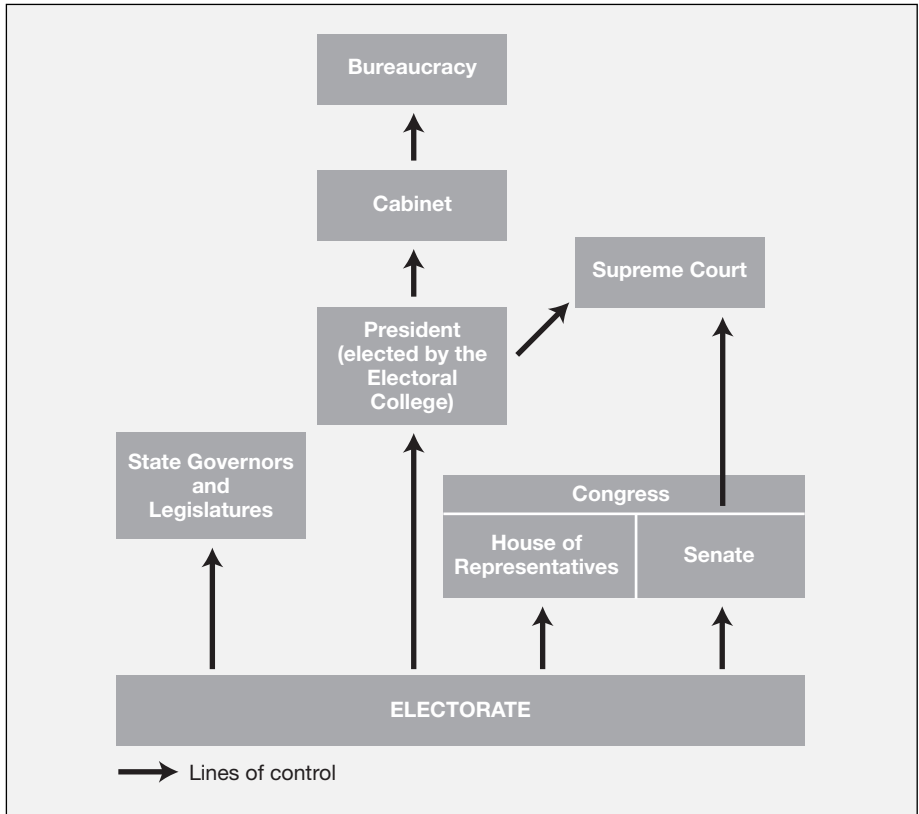 Bureaucracy
Cabinet
Supreme Court
President
(elected by the
Electoral
College)
State Governors
and
Legislatures
Congress
House of
Representatives
Senate
ELECTORATE
Lines of control